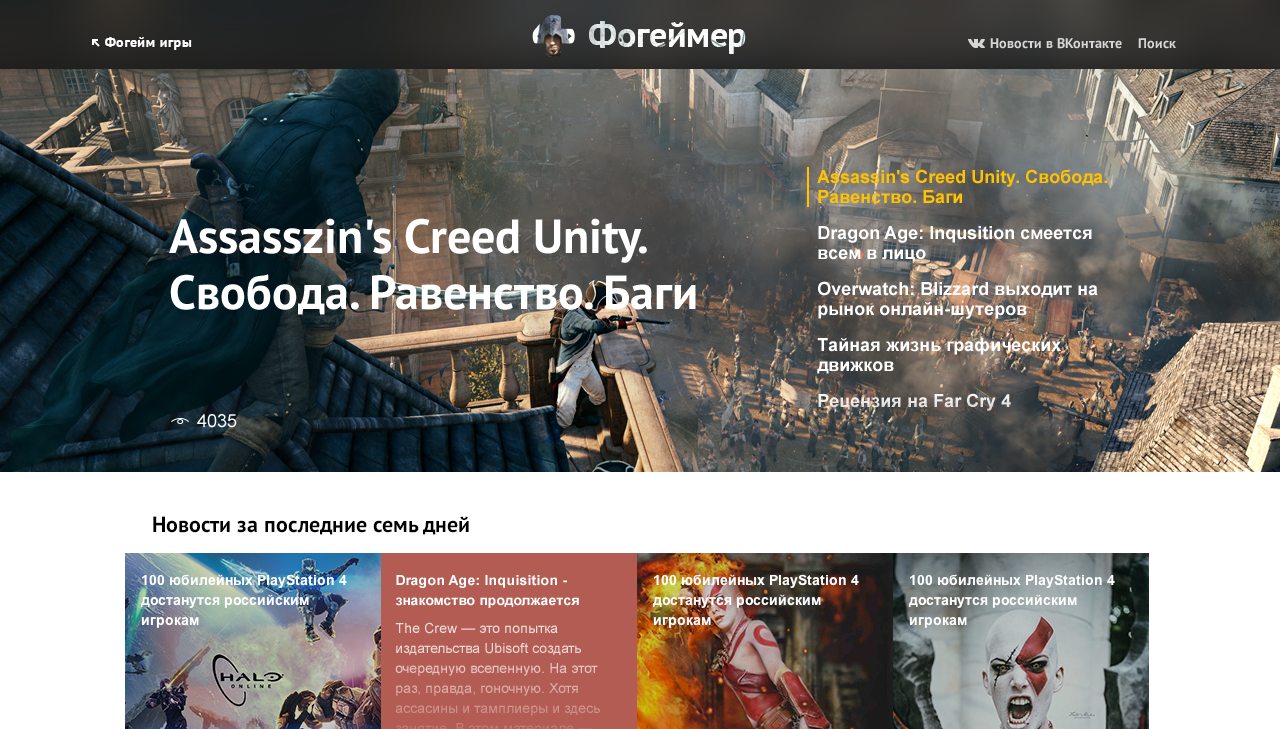 Фогейм игры
Фогеймер
Новости в ВКонтакте
Поиск
Assasszin's Creed Unity.
Свобода. Равенство. Баги
4035
Assassin's Creed Unity. Свобода.
Равенство. Баги
Dragon Age: Inqusition смеется
всем в лицо
Overwatch: Blizzard выходит на
рынок онлайн-шутеров
Тайная жизнь графических
движков
Рецензия на Far Cry 4
Новости за последние семь дней
100 юбилейных PlayStation 4
достанутся российским
игрокам
HALO
ONLINE
Dragon Age: Inquisition -
знакомство продолжается
The Crew — это попытка
издательства Ubisoft создать
очередную вселенную. На этот
раз, правда, гоночную. Хотя
ассасины и тамплиеры и здесь
занятие. В этом материале
100 юбилейных PlayStation 4
достанутся российским
игрокам
100 юбилейных PlayStation 4
достанутся российским
игрокам